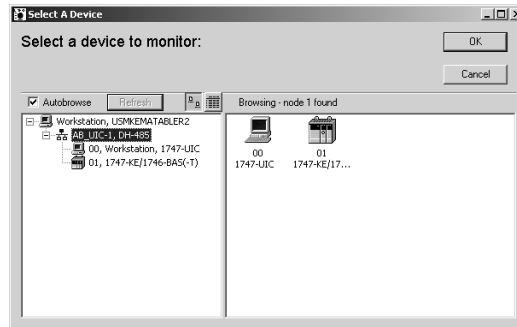 Select A Device
Select a device to monitor:
OK
Cancel
Autobrowse
Refresh
Browsing - node 1 found
Workstation, USMKEMATABLER2
AB_UIC-1, DH-485
00, Workstation, 1747-UIC
01, 1747-KE/1746-BAS(-T)
00
1747-UIC
01
1747-KE/17...